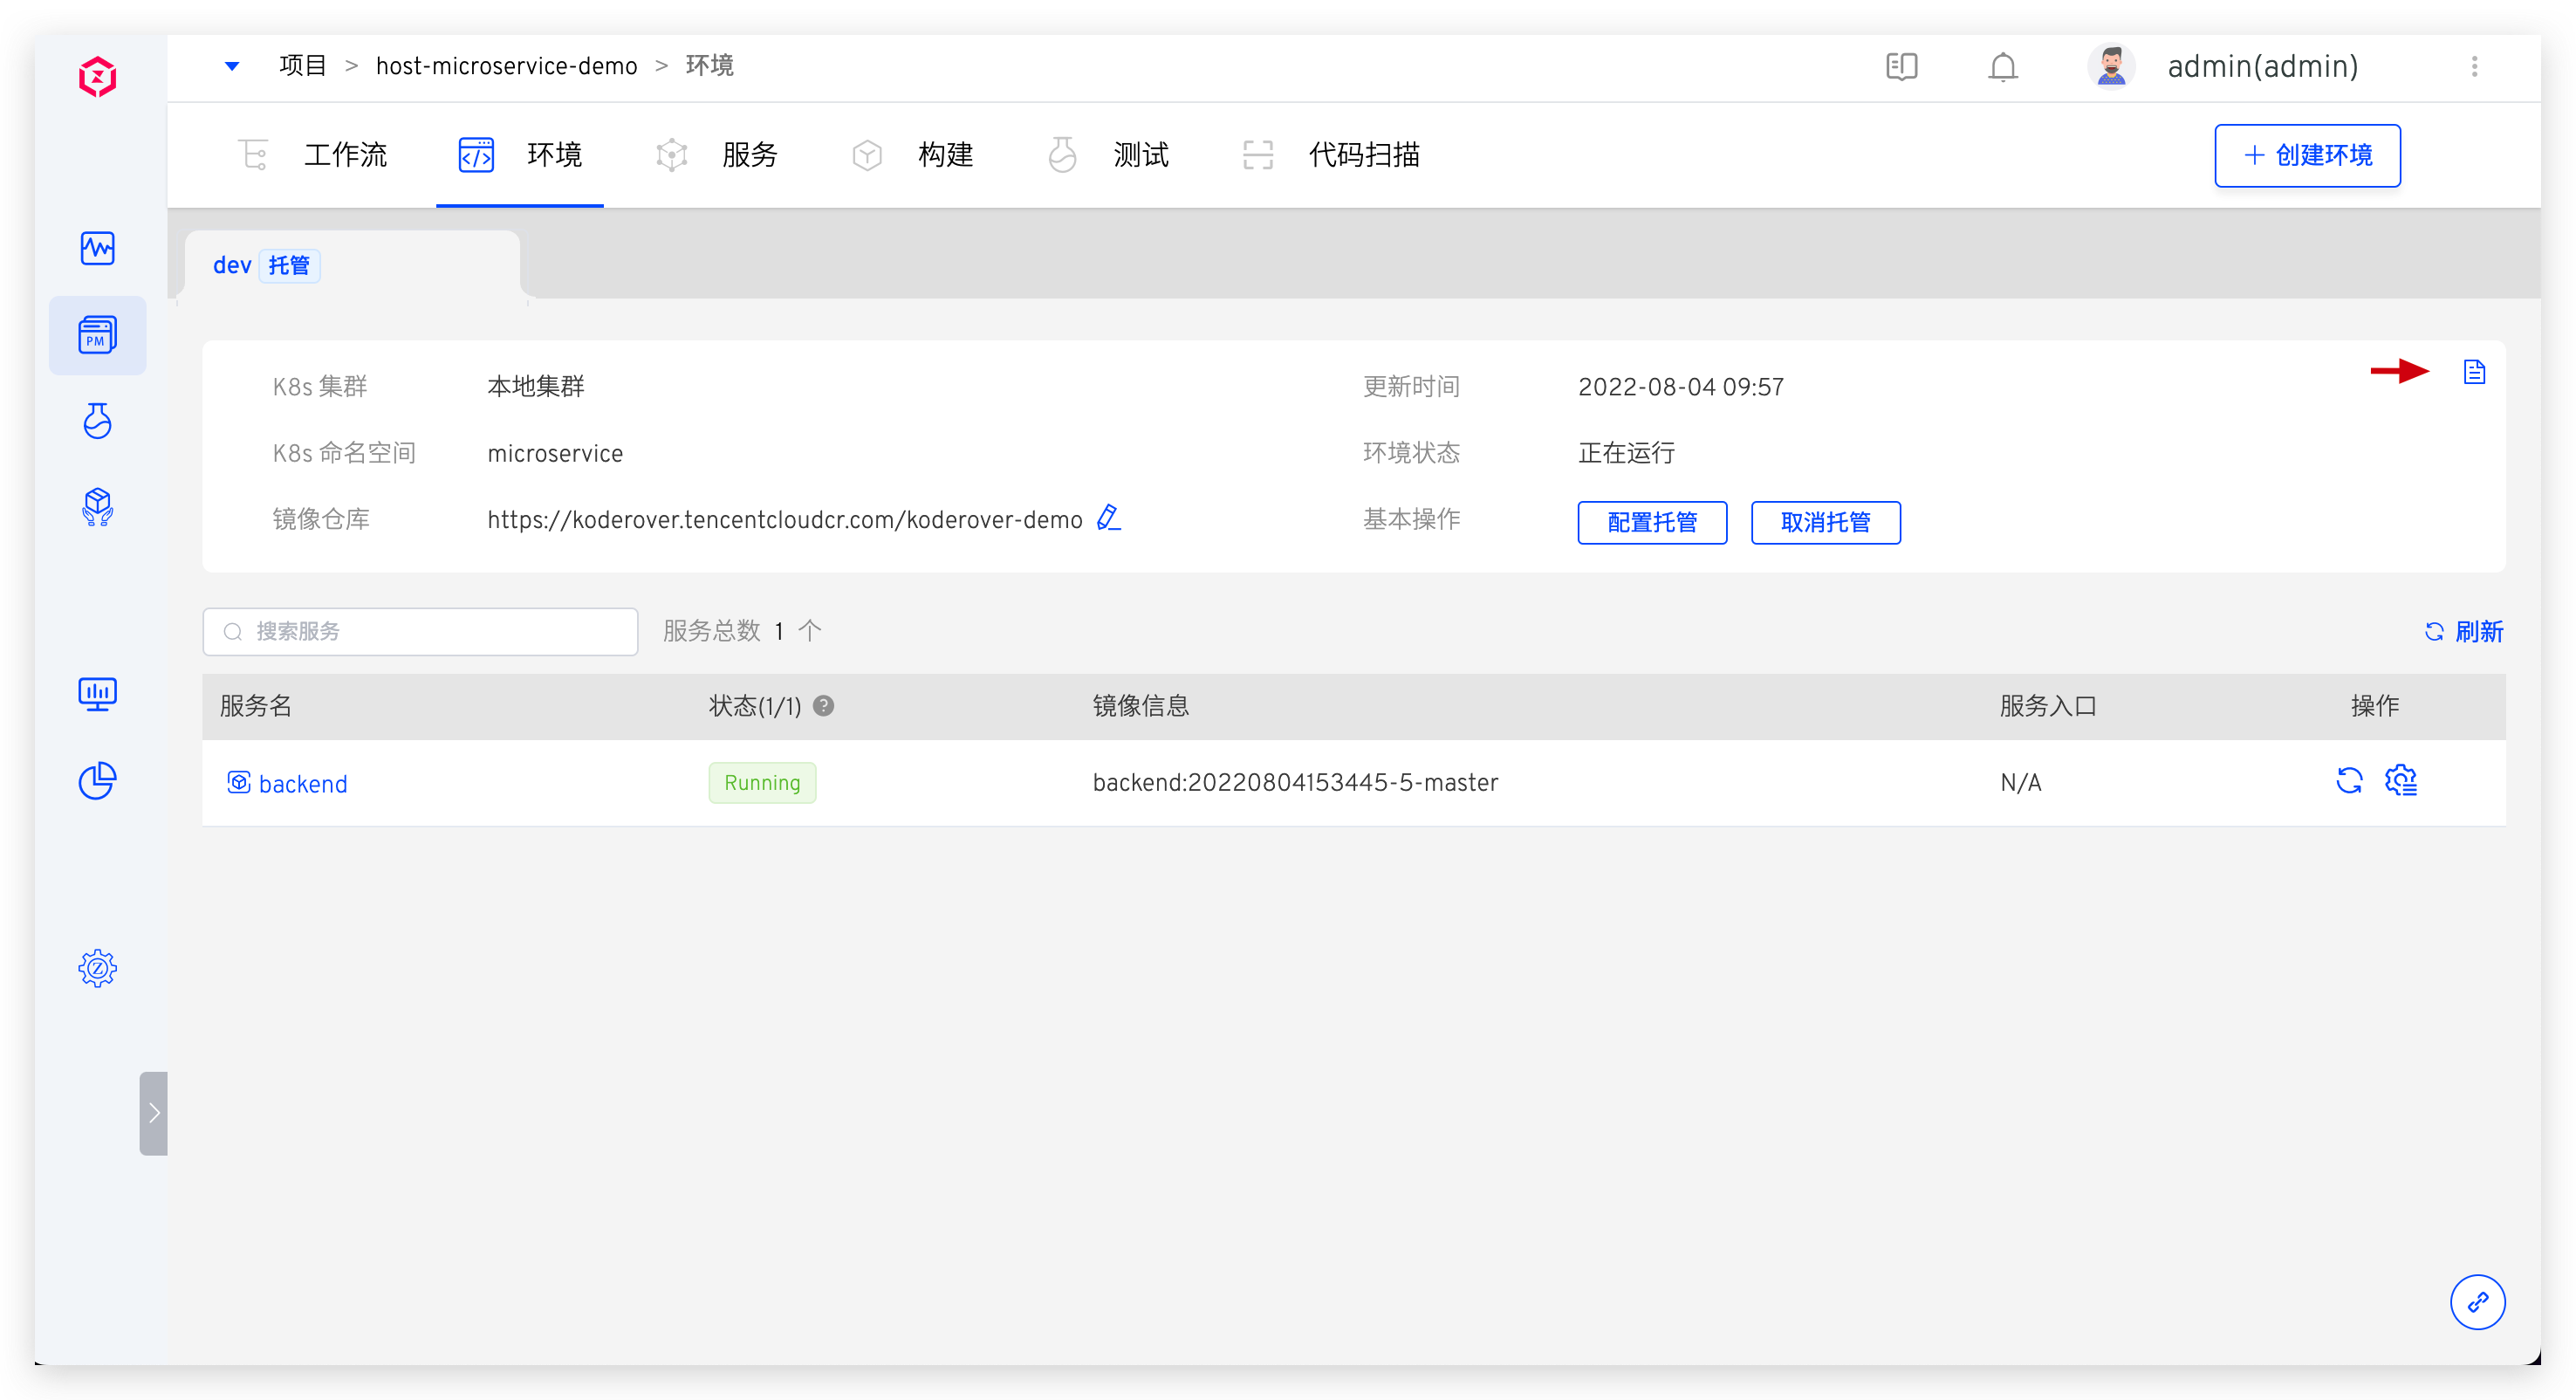 项目 > host-microservice-demo > 环境
admin(admin)
工作流 环境 服务 构建 测试 代码扫描
+ 创建环境
dev 托管
PM
K8s 集群 本地集群 更新时间 2022-08-04 09:57
K8s 命名空间 microservice 环境状态 正在运行
镜像仓库 https://koderover.tencentcloudcr.com/koderover-demo 基本操作 配置托管 取消托管
搜索服务 服务总数 1 个 刷新
服务名 状态(1/1) ? 镜像信息 服务入口 操作
backend Running backend:20220804153445-5-master N/A